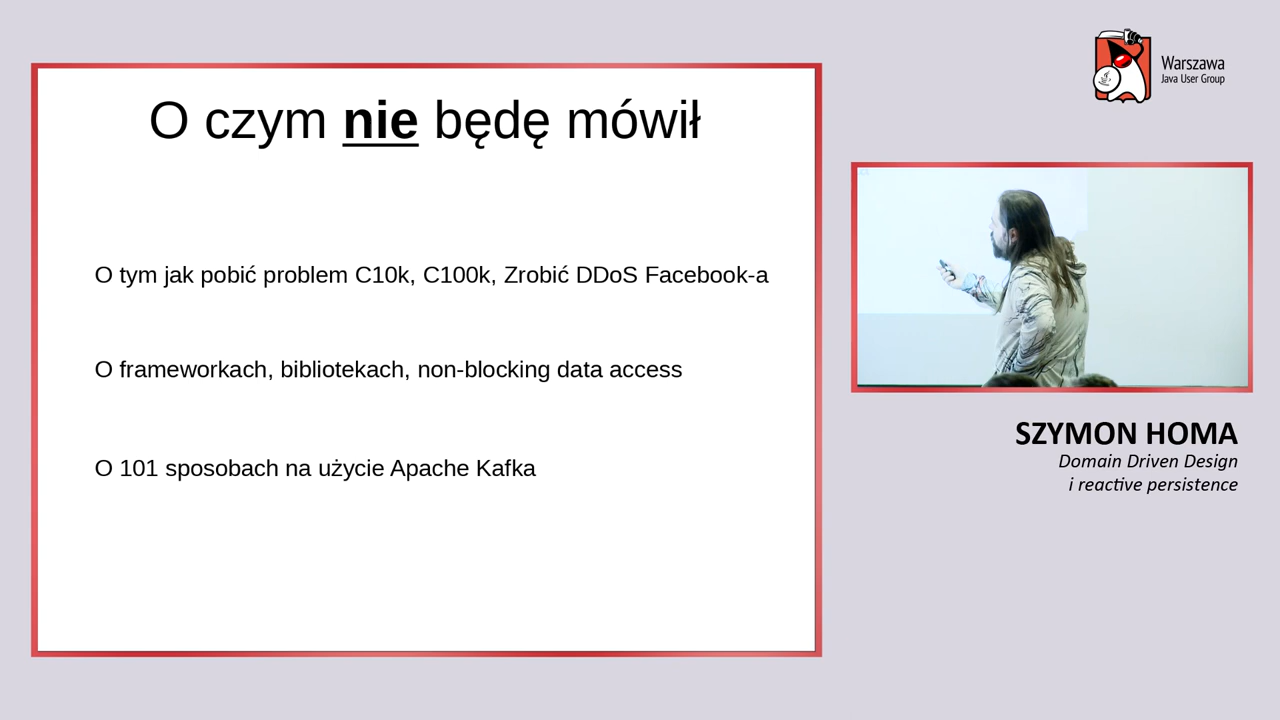 O czym nie będę mówił
O tym jak pobić problem C10k, C100k, Zrobić DDoS Facebook-a
O frameworkach, bibliotekach, non-blocking data access
O 101 sposobach na użycie Apache Kafka
Warszawa
Java User Group
SZYMON HOMA
Domain Driven Design
i reactive persistence